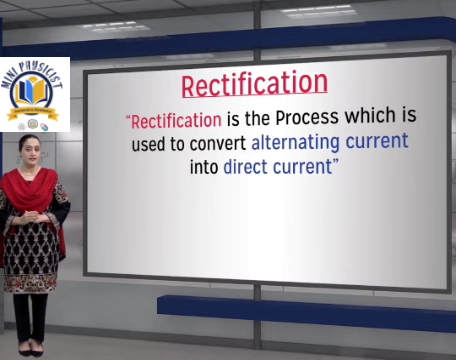 MINI PHYSICIST
Rectification
"Rectification is the Process which is
used to convert alternating current
into direct current"